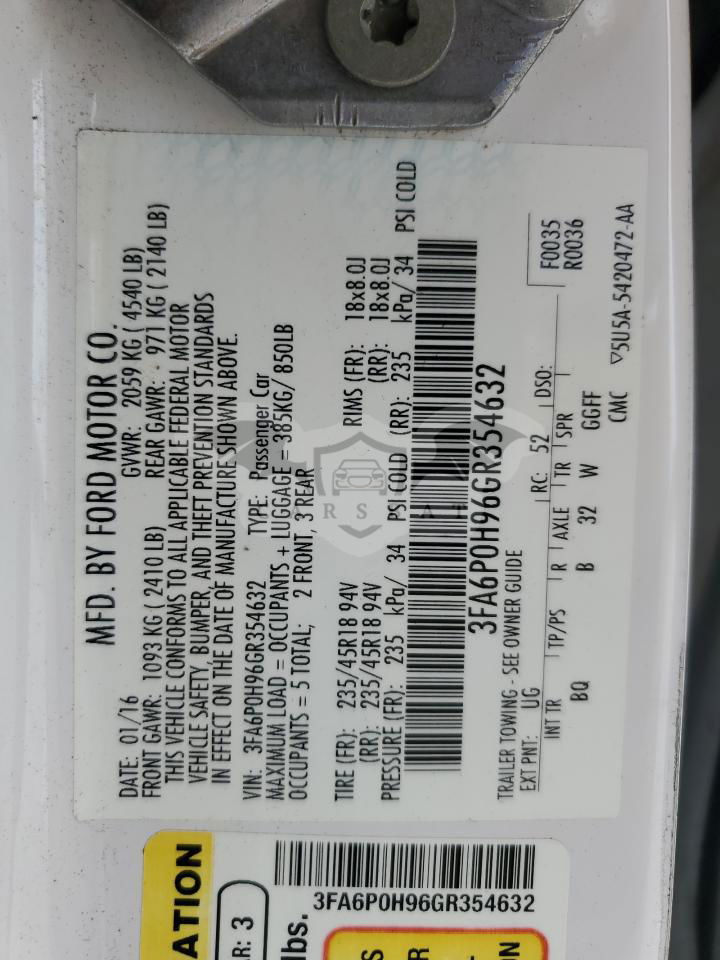 MFD. BY FORD MOTOR CO.
DATE: 01/16 GVWR: 2059 KG ( 4540 LB)
FRONT GAWR: 1093 KG ( 2410 LB) REAR GAWR: 971 KG ( 2140 LB)
THIS VEHICLE CONFORMS TO ALL APPLICABLE FEDERAL MOTOR
VEHICLE SAFETY, BUMPER, AND THEFT PREVENTION STANDARDS
IN EFFECT ON THE DATE OF MANUFACTURE SHOWN ABOVE.
VIN: 3FA6P0H96GR354632 TYPE: Passenger Car
MAXIMUM LOAD = OCCUPANTS + LUGGAGE = 385KG/ 850LB
OCCUPANTS = 5 TOTAL; 2 FRONT, 3 REAR
TIRE (FR): 235/45R18 94V RIMS (FR): 18x8.0J
(RR): 235/45R18 94V (RR): 18x8.0J
PRESSURE (FR): 235 kPa/ 34 PSI COLD (RR): 235 kPa/ 34 PSI COLD
3FA6P0H96GR354632
TRAILER TOWING - SEE OWNER GUIDE
EXT PNT: UG RC: 52 DSO: F0035
R0036
INT TR TP/PS R AXLE TR SPR
BQ B 32 W GGFF
CMC ▽5U5A-5420472-AA
3FA6P0H96GR354632
ATION
AR: 3
lbs.
S
R
ON